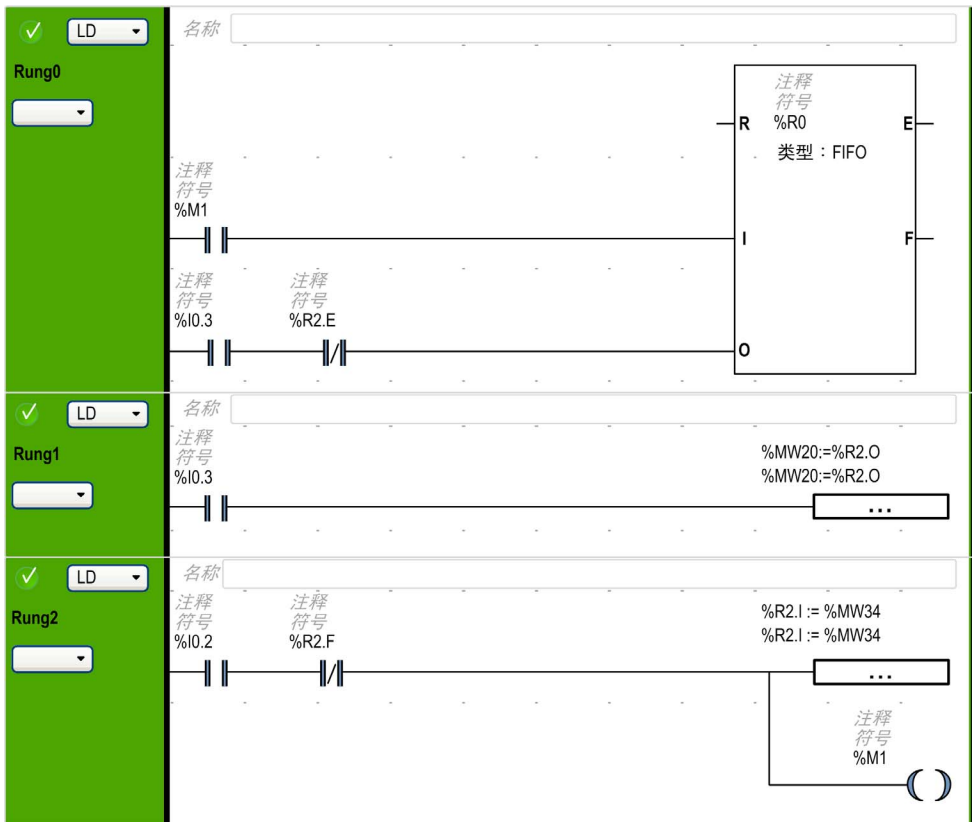 LD
名称
Rung0
注释
符号
%R0
R
E
类型：FIFO
注释
符号
%M1
I
F
注释
符号
%I0.3
注释
符号
%R2.E
O
LD
名称
Rung1
注释
符号
%I0.3
%MW20:=%R2.O
%MW20:=%R2.O
...
LD
名称
Rung2
注释
符号
%I0.2
注释
符号
%R2.F
%R2.I := %MW34
%R2.I := %MW34
...
注释
符号
%M1